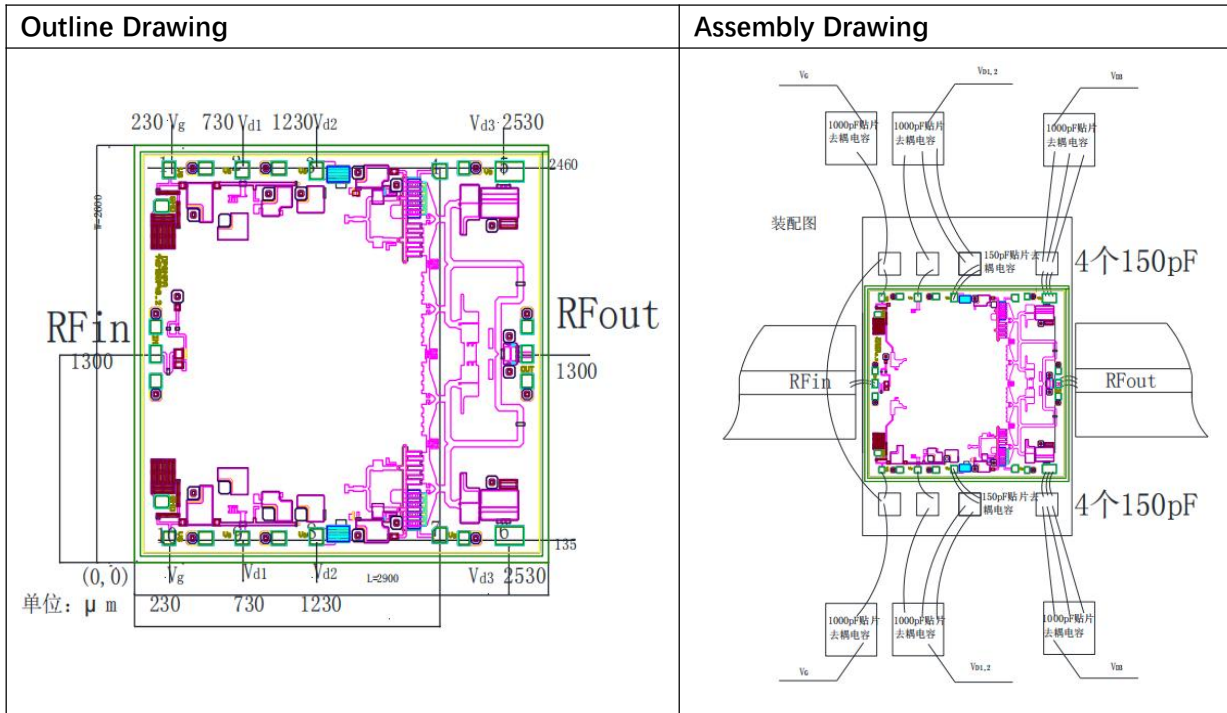 Outline Drawing
Assembly Drawing
230 Vg 730 Vd1 1230 Vd2 Vd3 2530
2460
W=2600
RFin
1300
RFout
1300
135
(0,0) Vg Vd1 Vd2 L=2900 Vd3 2530
单位：μm 230 730 1230
VG VD1,2
1000pF贴片
去耦电容
1000pF贴片
去耦电容
1000pF贴片
去耦电容
装配图
150pF贴片去
耦电容
4个150pF
RFin
RFout
150pF贴片去
耦电容
4个150pF
1000pF贴片
去耦电容
1000pF贴片
去耦电容
1000pF贴片
去耦电容
VG VD1,2